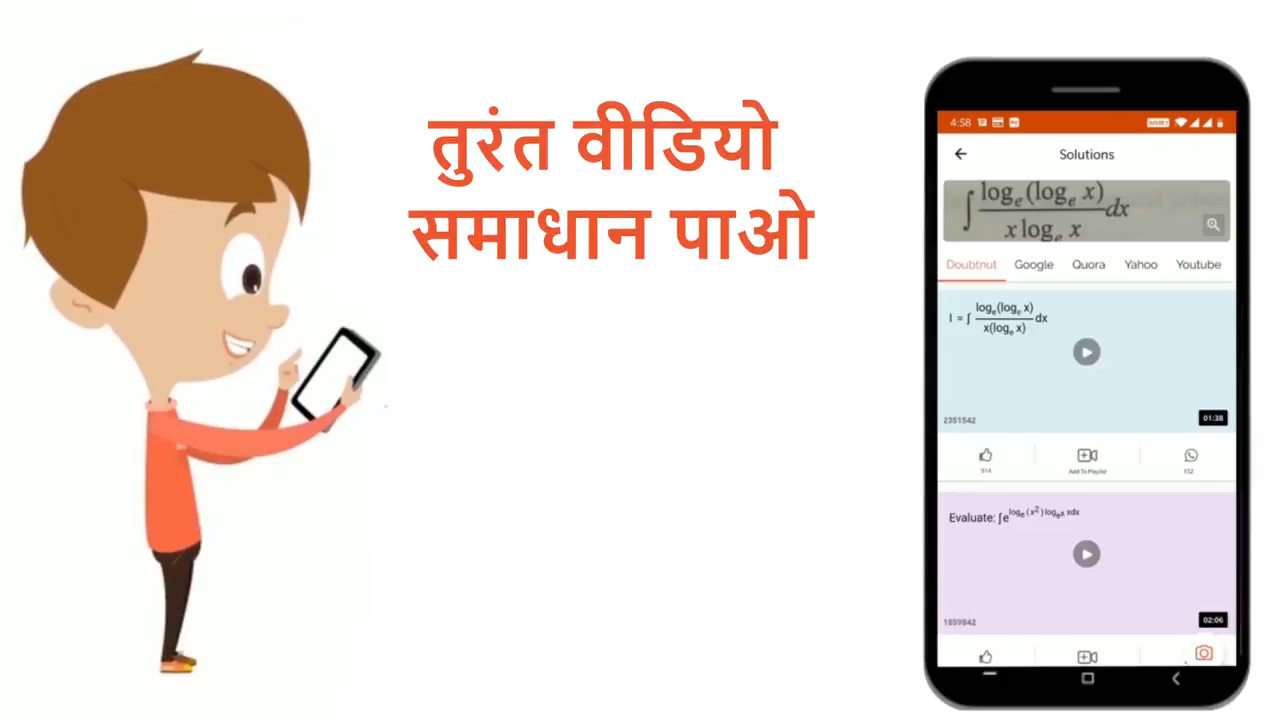 तुरंत वीडियो
समाधान पाओ
4:58
Solutions
∫ logₑ(logₑ x) / x logₑ x dx
Doubtnut Google Quora Yahoo Youtube
I = ∫ logₑ(logₑ x) / x(logₑ x) dx
2351542
01:38
914
Add To Playlist
152
Evaluate: ∫e^logₑ(x²) logₑx xdx
1859842
02:06